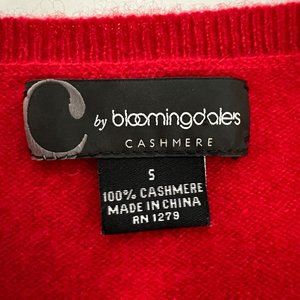 C by bloomingdale's
CASHMERE
S
100% CASHMERE
MADE IN CHINA
RN 1279